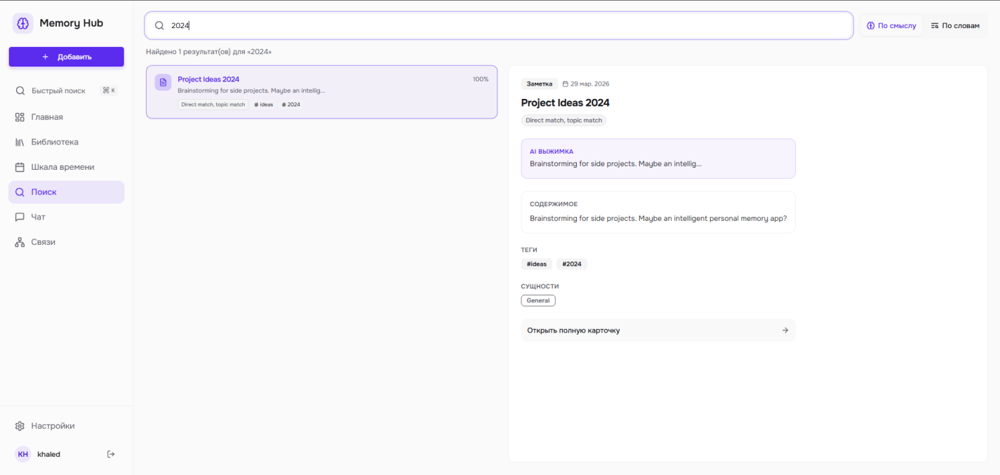 Memory Hub
+ Добавить
Быстрый поиск ⌘ K
Главная
Библиотека
Шкала времени
Поиск
Чат
Связи
Настройки
KH khaled
2024
По смыслу
По словам
Найдено 1 результат(ов) для «2024»
Project Ideas 2024
100%
Brainstorming for side projects. Maybe an intellig...
Direct match, topic match # ideas # 2024
Заметка 29 мар. 2026
Project Ideas 2024
Direct match, topic match
AI ВЫЖИМКА
Brainstorming for side projects. Maybe an intellig...
СОДЕРЖИМОЕ
Brainstorming for side projects. Maybe an intelligent personal memory app?
ТЕГИ
#ideas #2024
СУЩНОСТИ
General
Открыть полную карточку